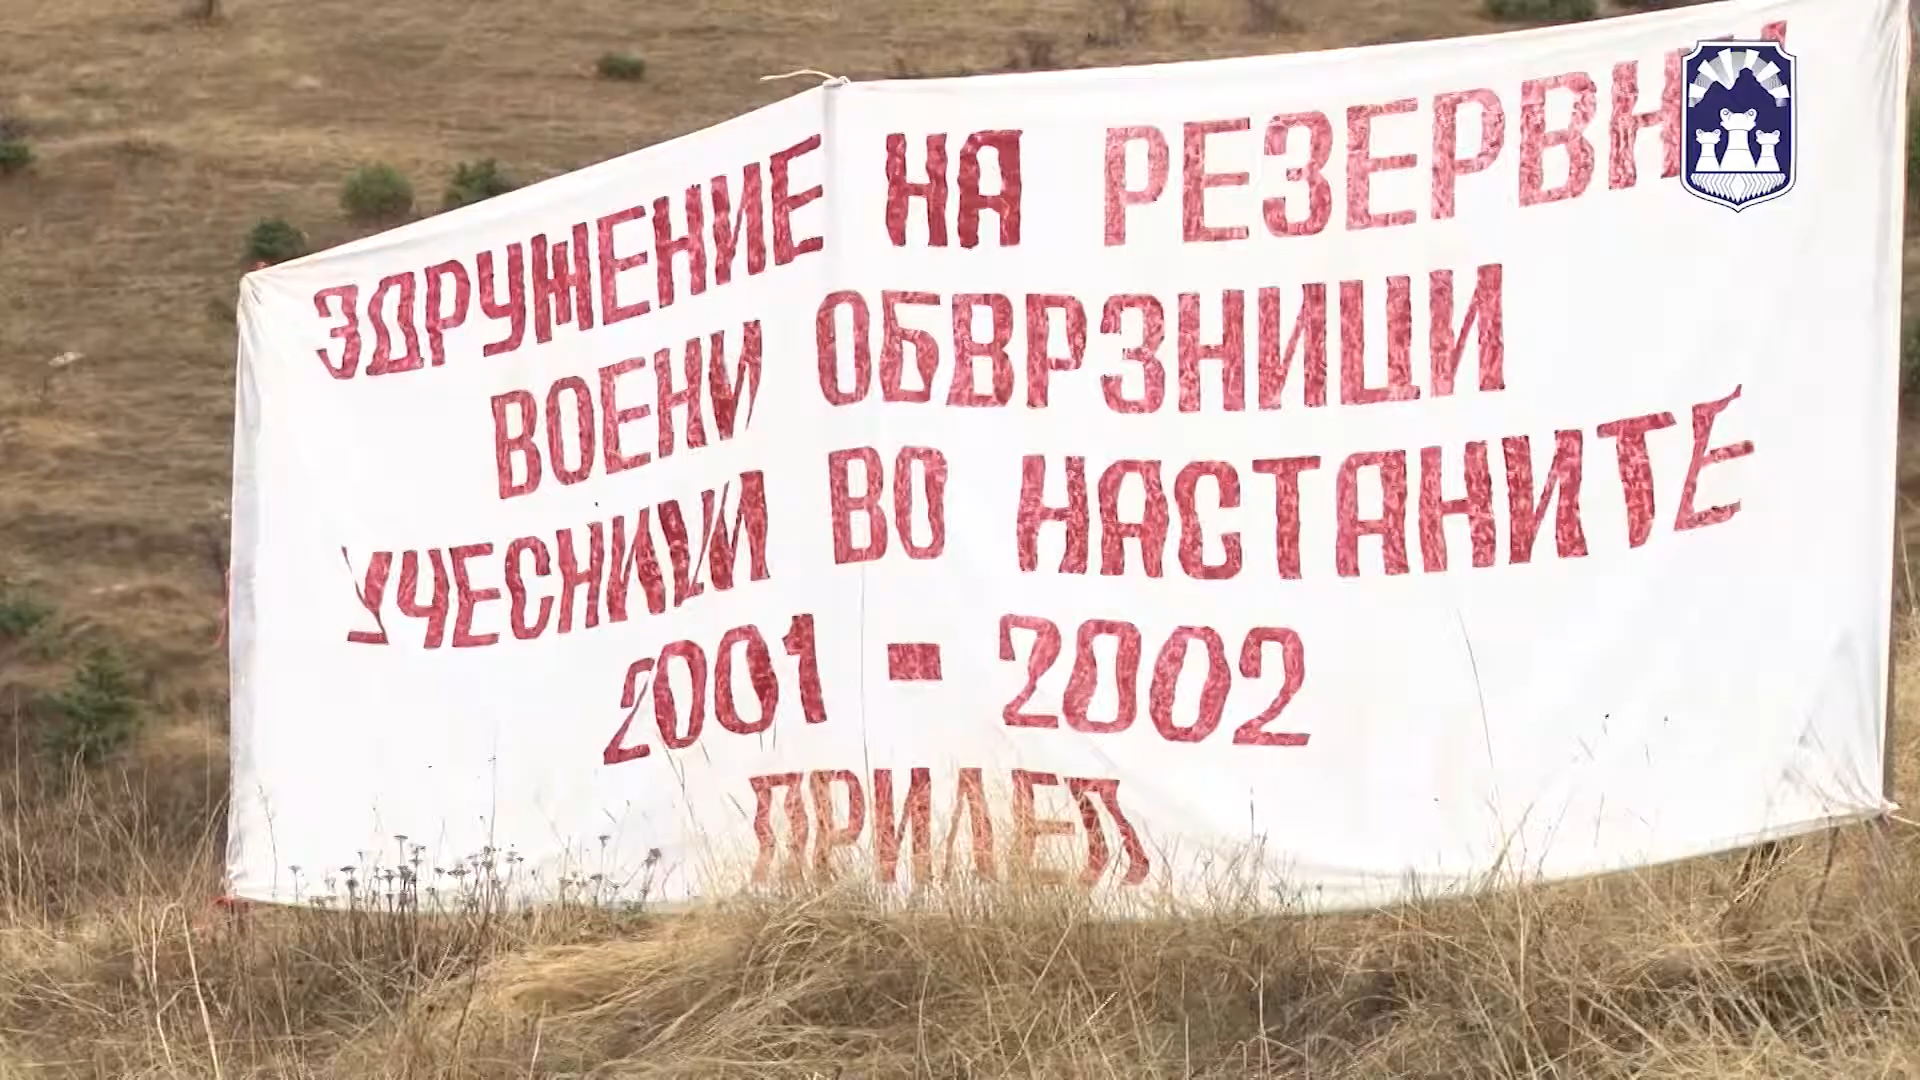 ЗДРУЖЕНИЕ НА РЕЗЕРВНИ
ВОЕНИ ОБВРЗНИЦИ
УЧЕСНИЦИ ВО НАСТАНИТЕ
2001 - 2002
ПРИЛЕП